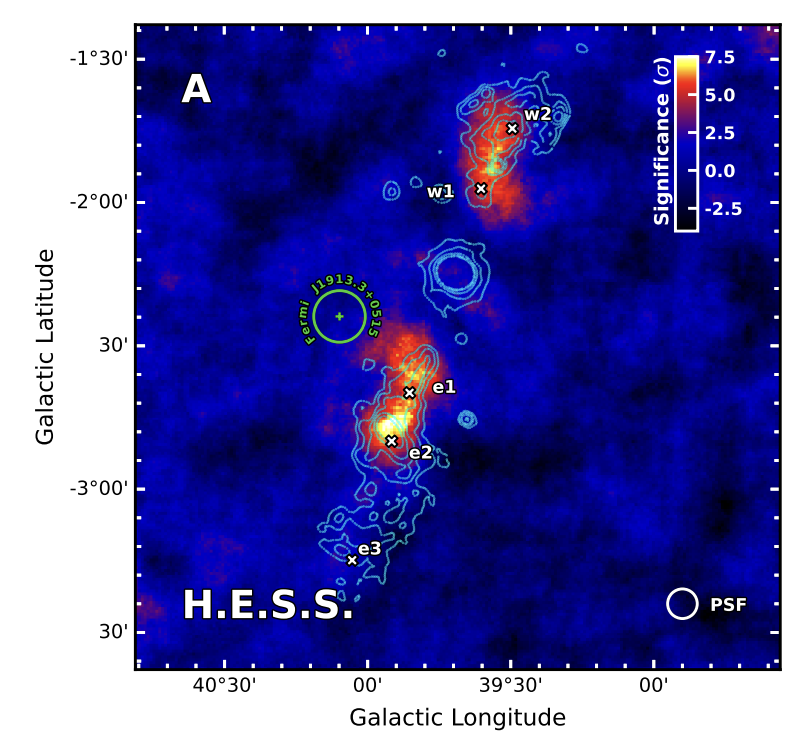 A
Significance (σ)
7.5
5.0
2.5
0.0
-2.5
-1°30'
-2°00'
30'
-3°00'
30'
Galactic Latitude
w2
w1
Fermi J1913.3+0515
e1
e2
e3
H.E.S.S.
PSF
40°30' 00' 39°30' 00'
Galactic Longitude